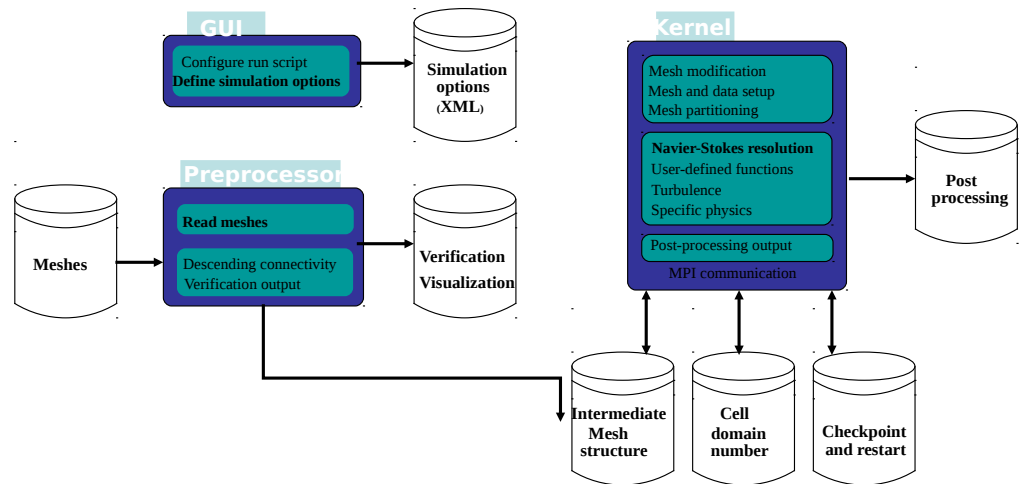 GUI
Configure run script
Define simulation options
Simulation
options
(XML)
Kernel
Mesh modification
Mesh and data setup
Mesh partitioning
Navier-Stokes resolution
User-defined functions
Turbulence
Specific physics
Post-processing output
MPI communication
Post
processing
Preprocessor
Read meshes
Descending connectivity
Verification output
Meshes
Verification
Visualization
Intermediate
Mesh
structure
Cell
domain
number
Checkpoint
and restart